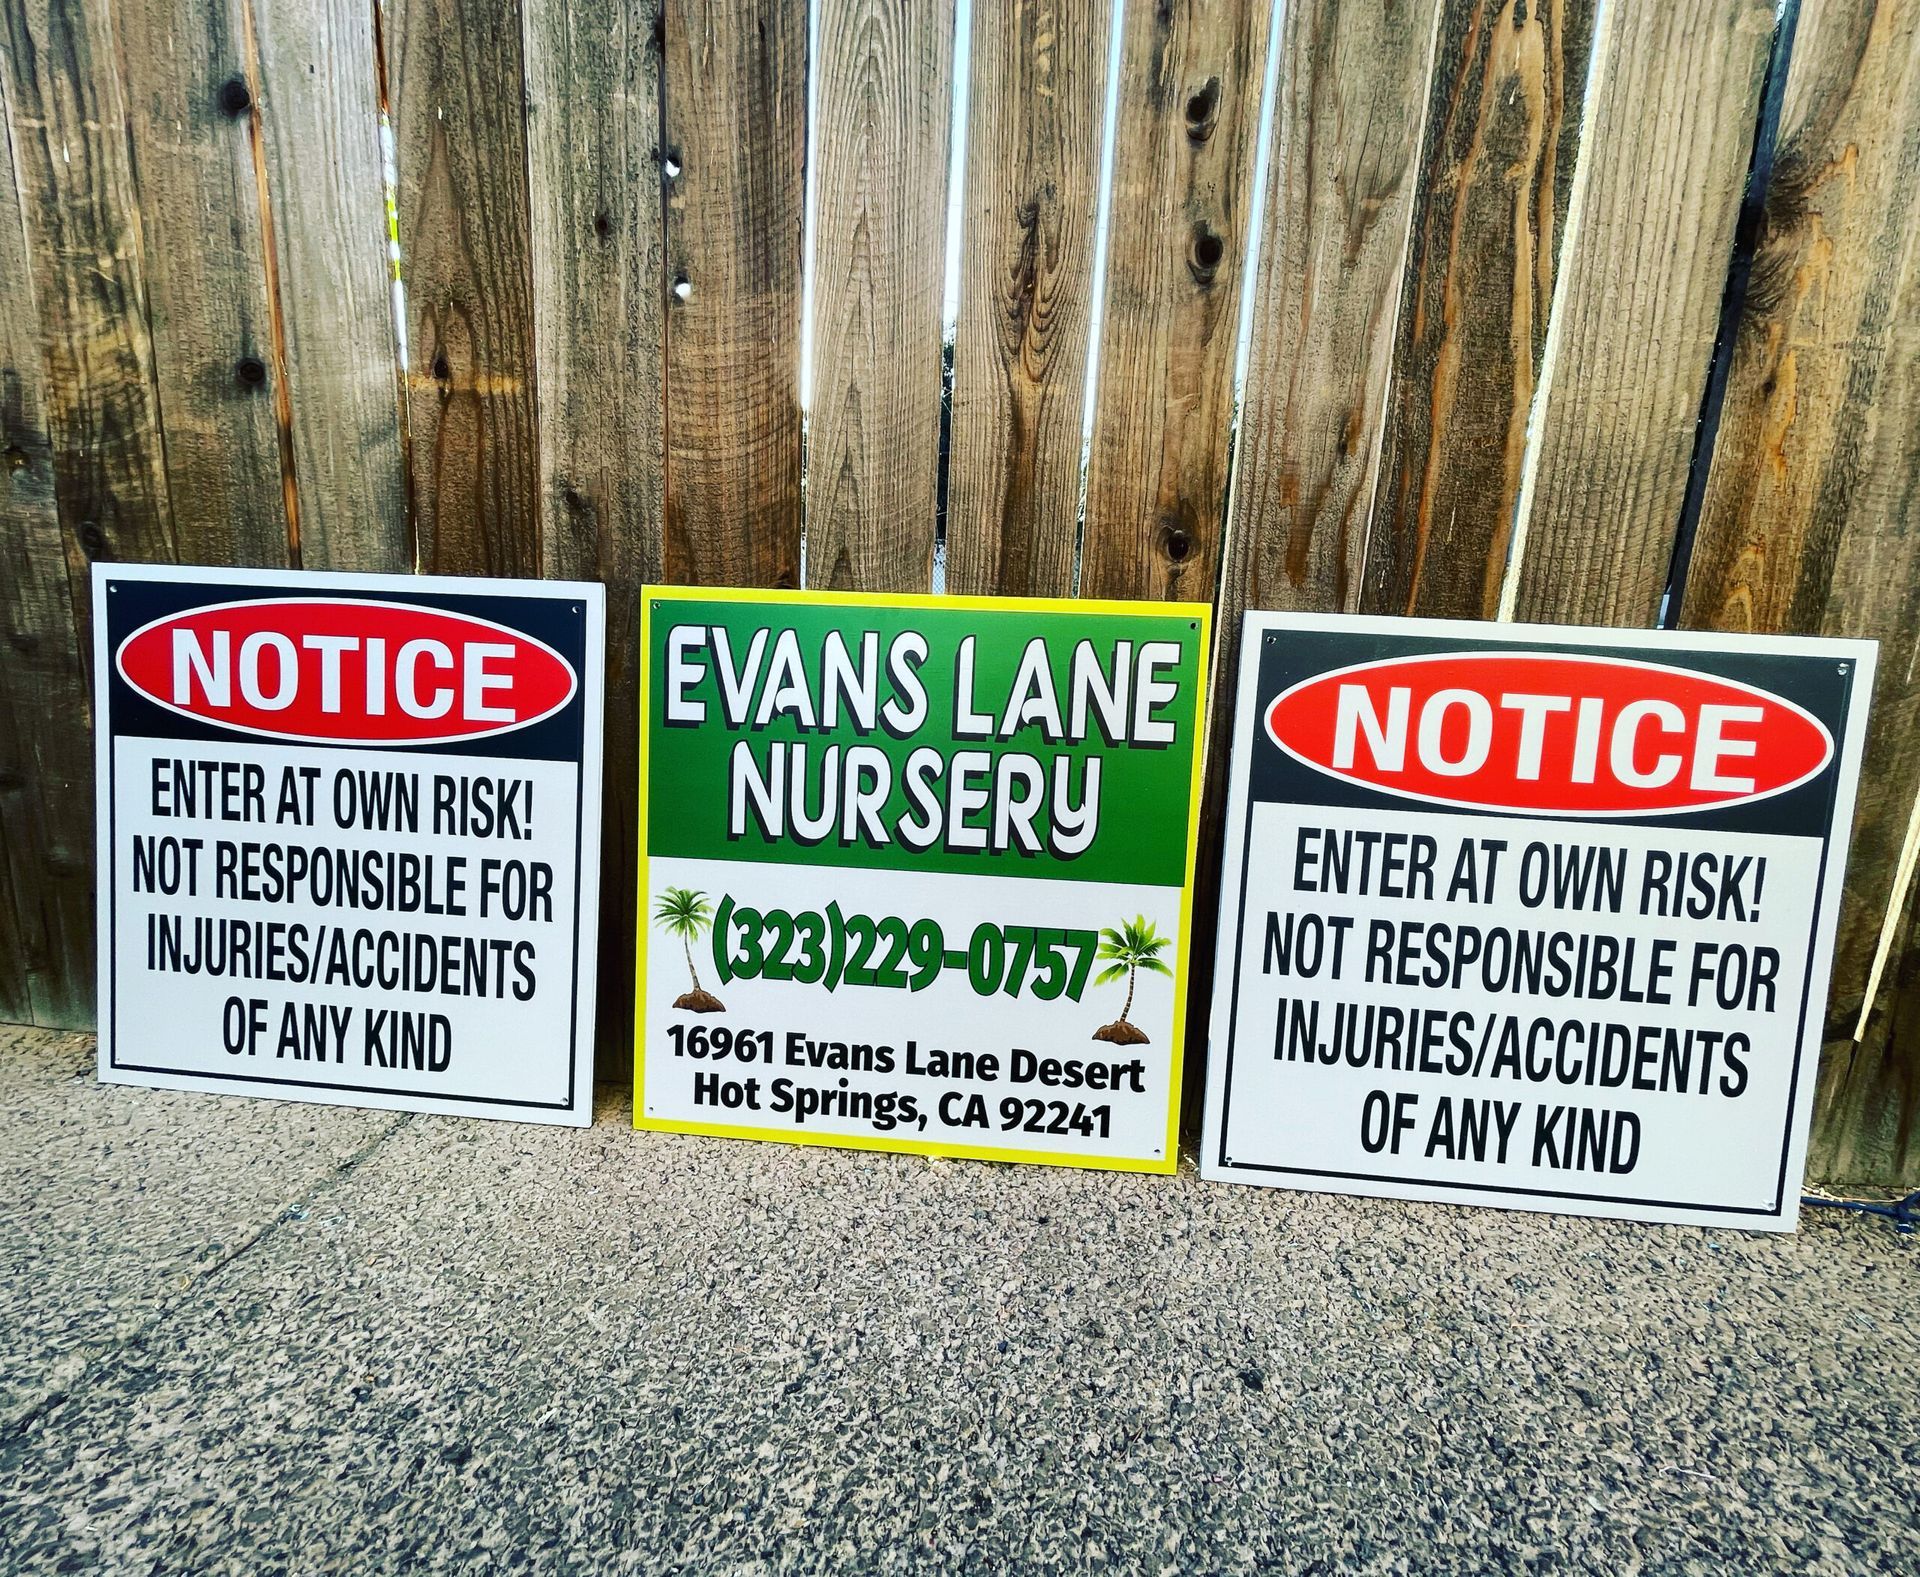 NOTICE
ENTER AT OWN RISK!
NOT RESPONSIBLE FOR
INJURIES/ACCIDENTS
OF ANY KIND
EVANS LANE
NURSERY
(323)229-0757
16961 Evans Lane Desert
Hot Springs, CA 92241
NOTICE
ENTER AT OWN RISK!
NOT RESPONSIBLE FOR
INJURIES/ACCIDENTS
OF ANY KIND